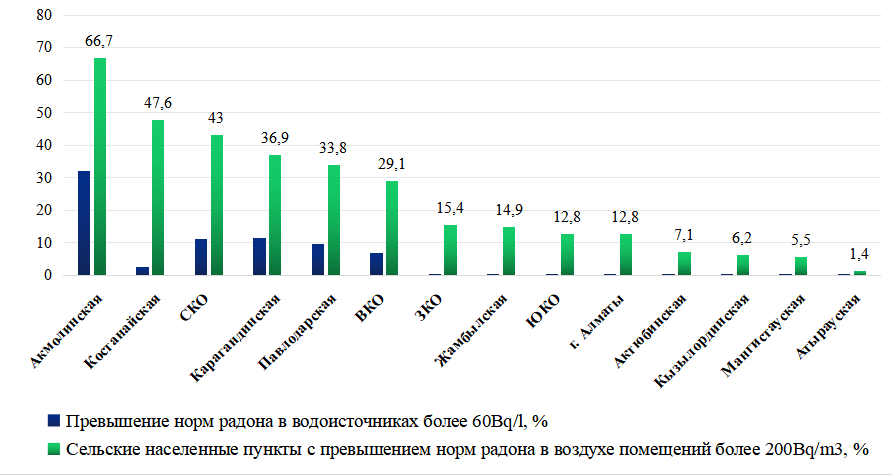 80
70
60
50
40
30
20
10
0
66,7
47,6
43
36,9
33,8
29,1
15,4
14,9
12,8
12,8
7,1
6,2
5,5
1,4
Акмолинская
Костанайская
СКО
Карагандинская
Павлодарская
ВКО
ЗКО
Жамбылская
ЮКО
г. Алматы
Актюбинская
Кызылординская
Мангистауская
Атырауская
Превышение норм радона в водоисточниках более 60Bq/l, %
Сельские населенные пункты с превышением норм радона в воздухе помещений более 200Bq/m3, %